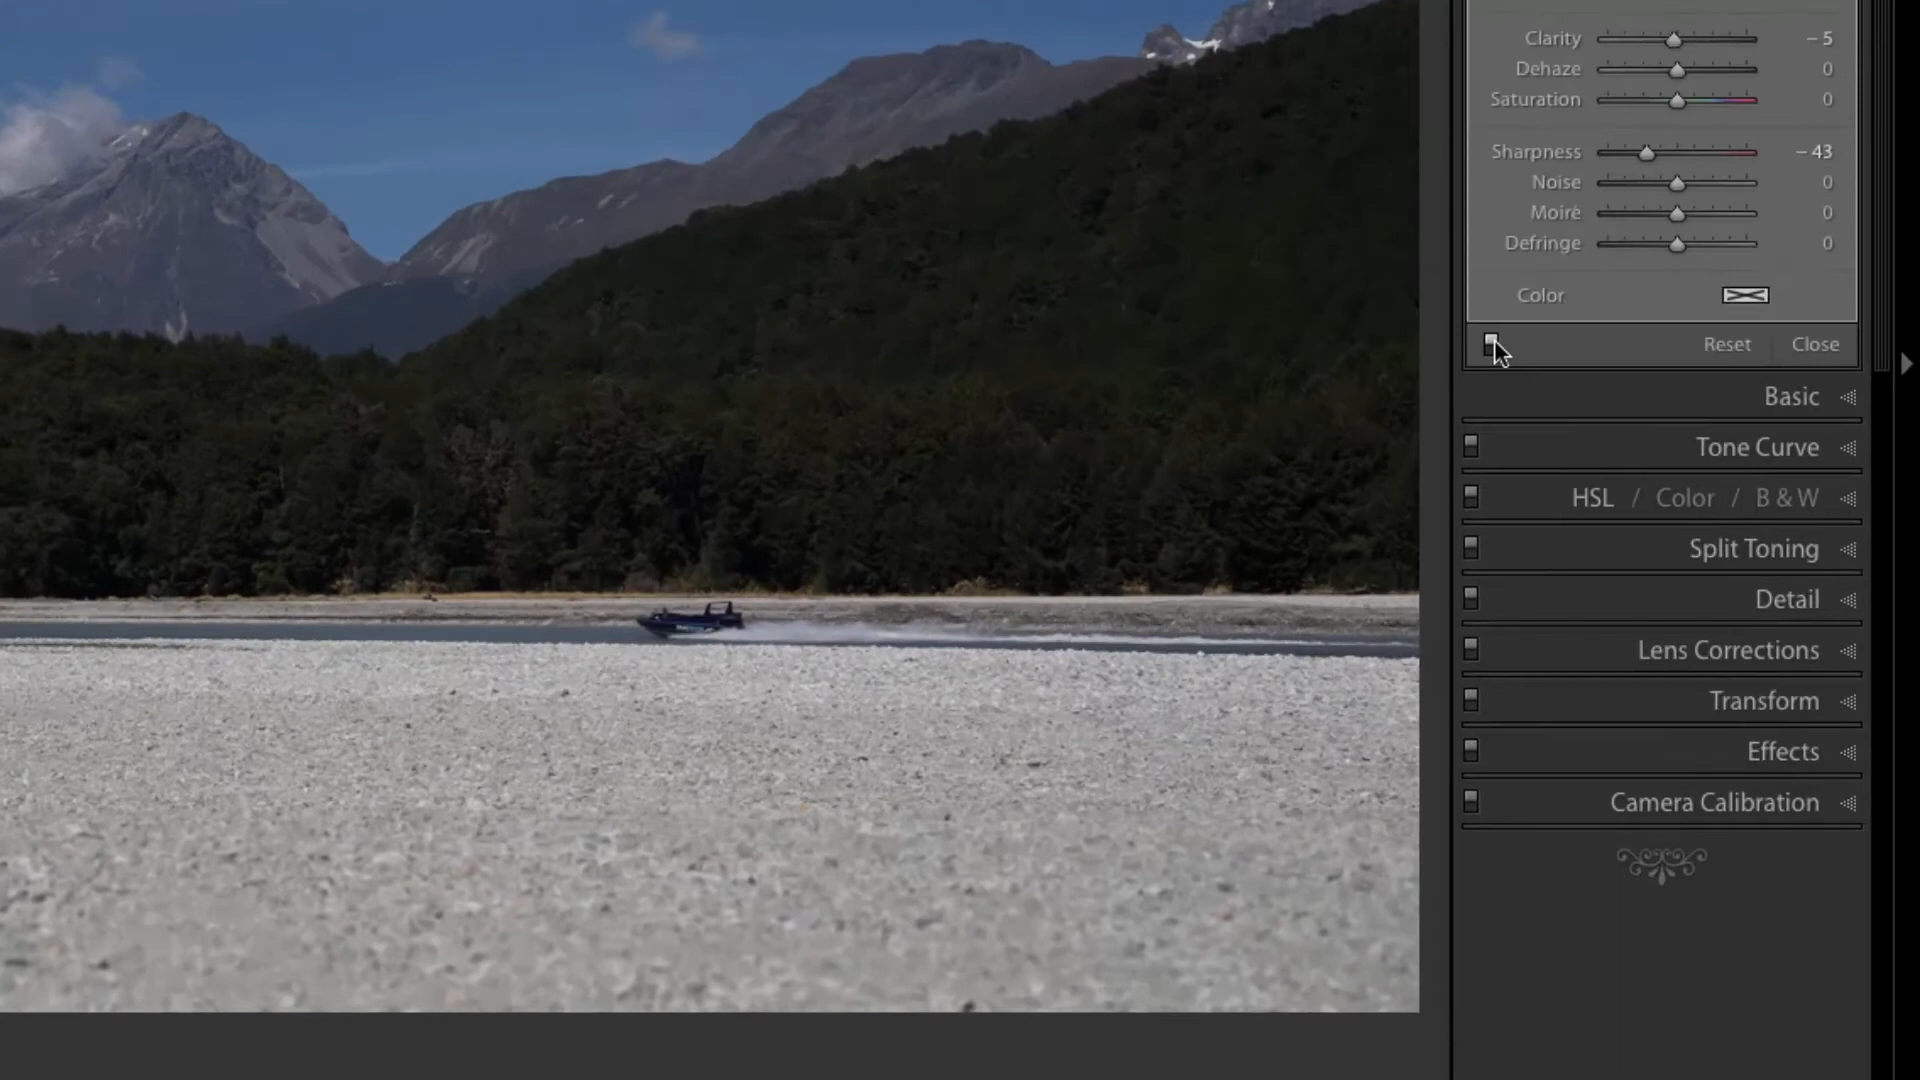 Clarity – 5
Dehaze 0
Saturation 0
Sharpness – 43
Noise 0
Moiré 0
Defringe 0
Color
Reset Close
Basic
Tone Curve
HSL / Color / B & W
Split Toning
Detail
Lens Corrections
Transform
Effects
Camera Calibration